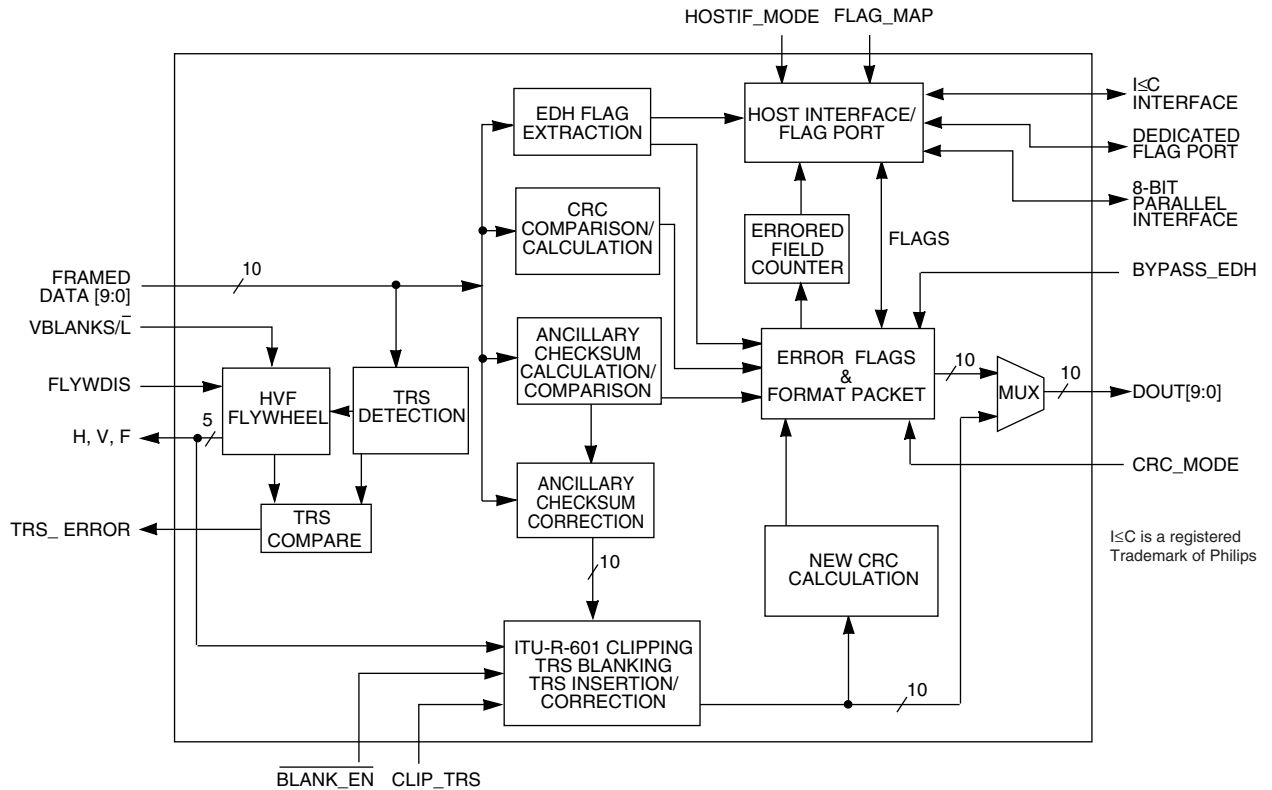 HOSTIF_MODE
FLAG_MAP
EDH FLAG
EXTRACTION
HOST INTERFACE/
FLAG PORT
I≤C
INTERFACE
DEDICATED
FLAG PORT
8-BIT
PARALLEL
INTERFACE
CRC
COMPARISON/
CALCULATION
ERRORED
FIELD
COUNTER
FLAGS
FRAMED
DATA [9:0]
10
BYPASS_EDH
VBLANKS/L̅
ANCILLARY
CHECKSUM
CALCULATION/
COMPARISON
ERROR FLAGS
&
FORMAT PACKET
10
MUX
10
DOUT[9:0]
FLYWDIS
HVF
FLYWHEEL
TRS
DETECTION
H, V, F
5
CRC_MODE
ANCILLARY
CHECKSUM
CORRECTION
TRS_ ERROR
TRS
COMPARE
I≤C is a registered
Trademark of Philips
10
NEW CRC
CALCULATION
ITU-R-601 CLIPPING
TRS BLANKING
TRS INSERTION/
CORRECTION
10
B̅L̅A̅N̅K̅_̅E̅N̅
CLIP_TRS